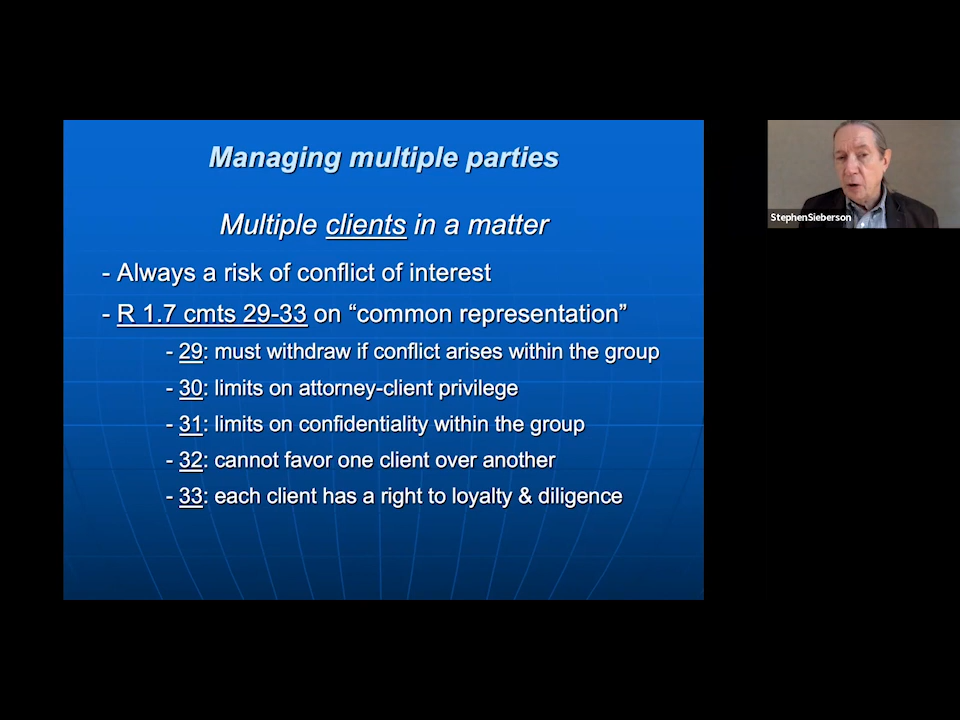 Managing multiple parties
Multiple clients in a matter
- Always a risk of conflict of interest
- R 1.7 cmts 29-33 on “common representation”
- 29: must withdraw if conflict arises within the group
- 30: limits on attorney-client privilege
- 31: limits on confidentiality within the group
- 32: cannot favor one client over another
- 33: each client has a right to loyalty & diligence
StephenSieberson